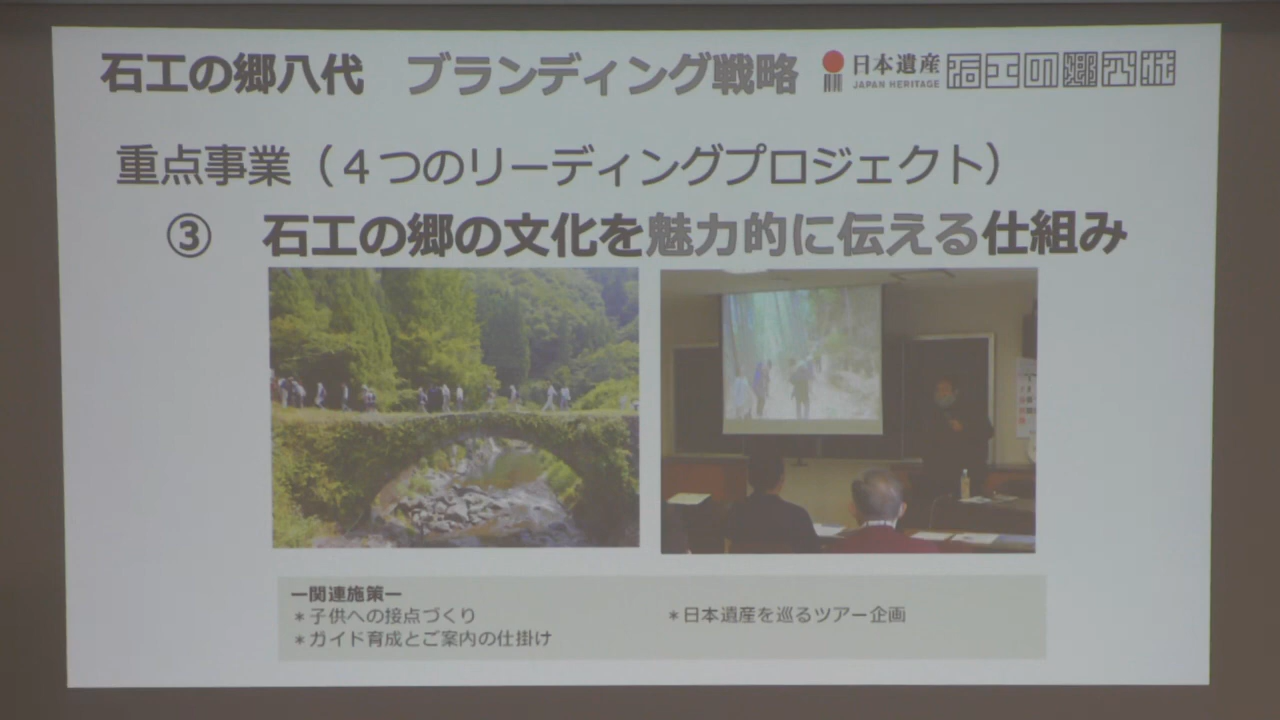 石工の郷八代　ブランディング戦略
日本遺産
JAPAN HERITAGE
石工の郷八代
重点事業（４つのリーディングプロジェクト）
③　石工の郷の文化を魅力的に伝える仕組み
ー関連施策ー
＊子供への接点づくり
＊日本遺産を巡るツアー企画
＊ガイド育成とご案内の仕掛け